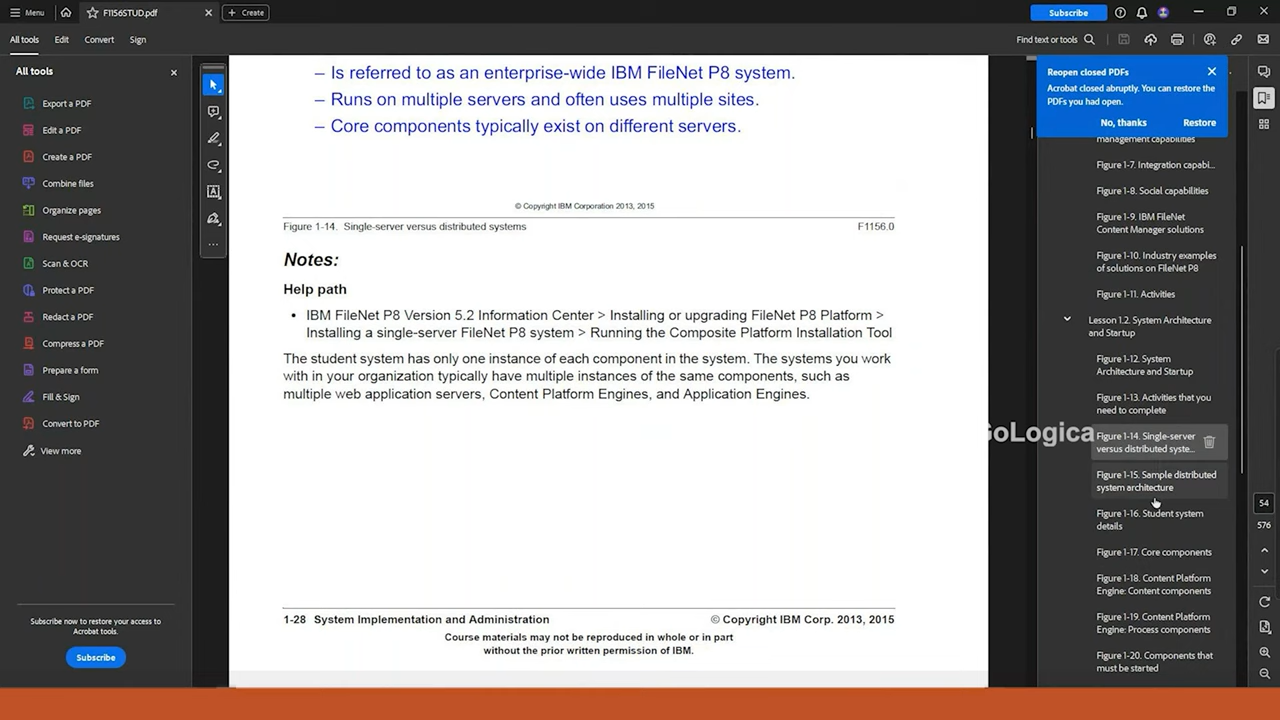 Menu
F1156STUD.pdf
Create
Subscribe
All tools
Edit
Convert
Sign
Find text or tools
All tools
Export a PDF
Edit a PDF
Create a PDF
Combine files
Organize pages
Request e-signatures
Scan & OCR
Protect a PDF
Redact a PDF
Compress a PDF
Prepare a form
Fill & Sign
Convert to PDF
View more
Subscribe now to restore your access to
Acrobat tools.
Subscribe
– Is referred to as an enterprise-wide IBM FileNet P8 system.
– Runs on multiple servers and often uses multiple sites.
– Core components typically exist on different servers.
© Copyright IBM Corporation 2013, 2015
Figure 1-14. Single-server versus distributed systems F1156.0
Notes:
Help path
• IBM FileNet P8 Version 5.2 Information Center > Installing or upgrading FileNet P8 Platform >
Installing a single-server FileNet P8 system > Running the Composite Platform Installation Tool
The student system has only one instance of each component in the system. The systems you work
with in your organization typically have multiple instances of the same components, such as
multiple web application servers, Content Platform Engines, and Application Engines.
1-28 System Implementation and Administration © Copyright IBM Corp. 2013, 2015
Course materials may not be reproduced in whole or in part
without the prior written permission of IBM.
GoLogica
Reopen closed PDFs
Acrobat closed abruptly. You can restore the
PDFs you had open.
No, thanks Restore
management capabilities
Figure 1-7. Integration capabi...
Figure 1-8. Social capabilities
Figure 1-9. IBM FileNet
Content Manager solutions
Figure 1-10. Industry examples
of solutions on FileNet P8
Figure 1-11. Activities
Lesson 1.2. System Architecture
and Startup
Figure 1-12. System
Architecture and Startup
Figure 1-13. Activities that you
need to complete
Figure 1-14. Single-server
versus distributed syste...
Figure 1-15. Sample distributed
system architecture
Figure 1-16. Student system
details
Figure 1-17. Core components
Figure 1-18. Content Platform
Engine: Content components
Figure 1-19. Content Platform
Engine: Process components
Figure 1-20. Components that
must be started
54
576